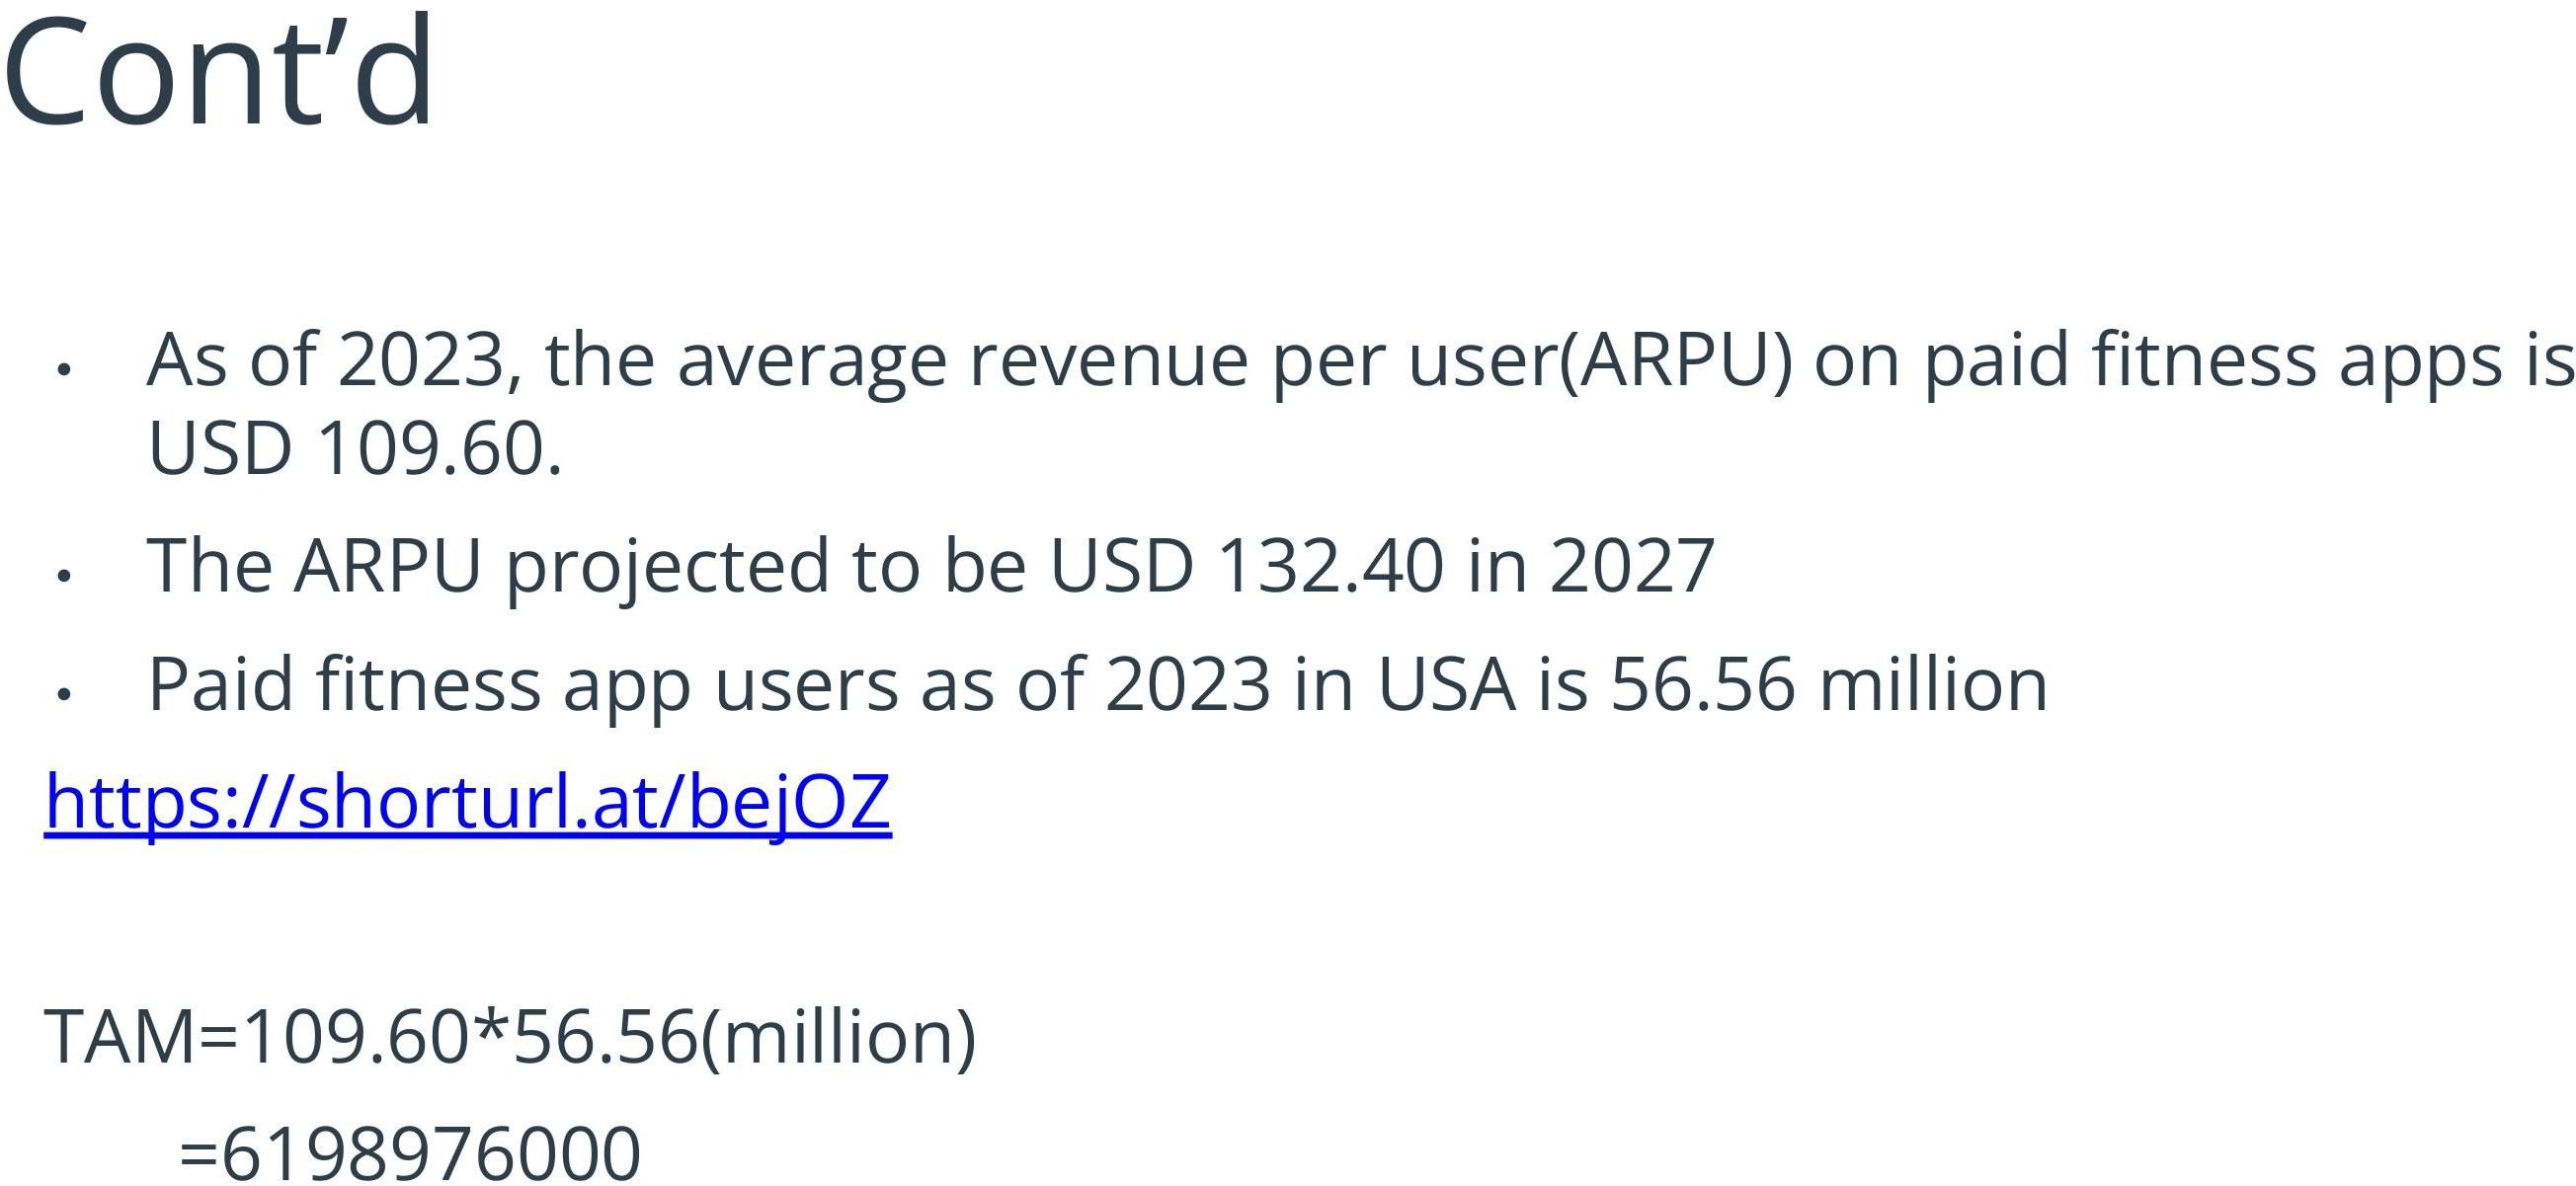 Cont’d
• As of 2023, the average revenue per user(ARPU) on paid fitness apps is
USD 109.60.
• The ARPU projected to be USD 132.40 in 2027
• Paid fitness app users as of 2023 in USA is 56.56 million
https://shorturl.at/bejOZ
TAM=109.60*56.56(million)
=6198976000